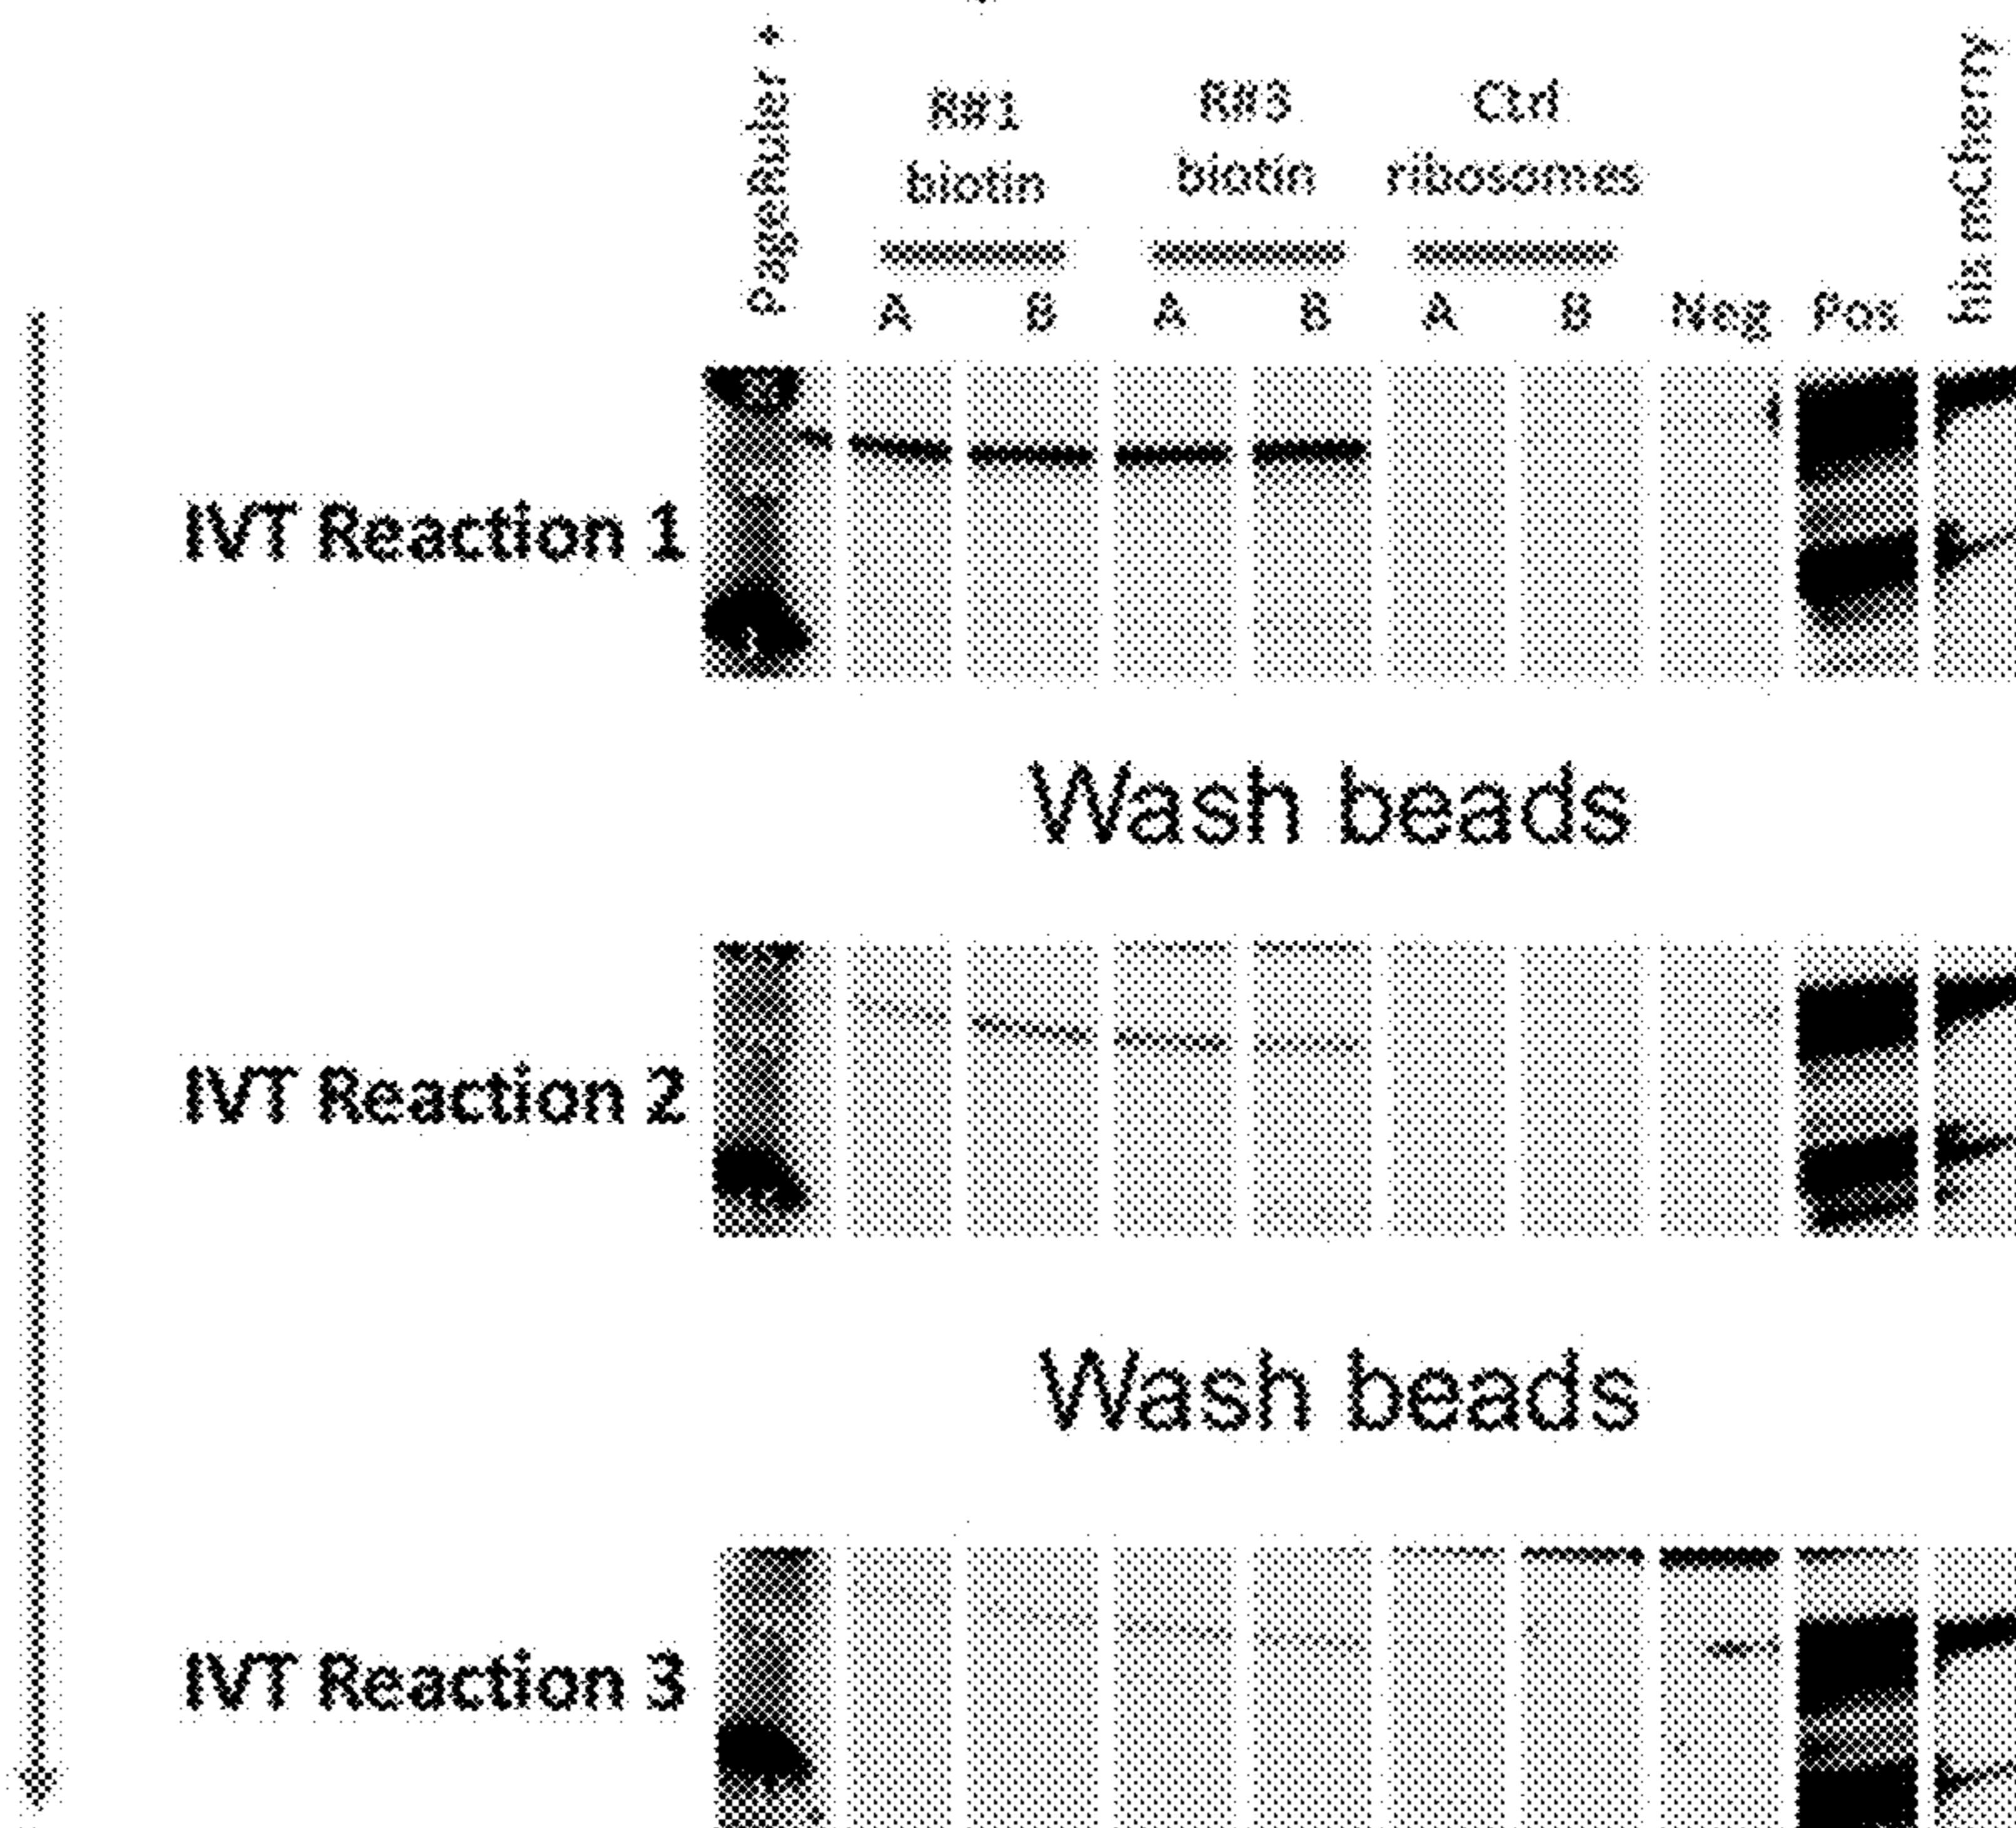 Pageruler +
R#1
biotin
R#3
biotin
Ctrl
ribosomes
A B A B A B Neg Pos
his mCherry
IVT Reaction 1
Wash beads
IVT Reaction 2
Wash beads
IVT Reaction 3